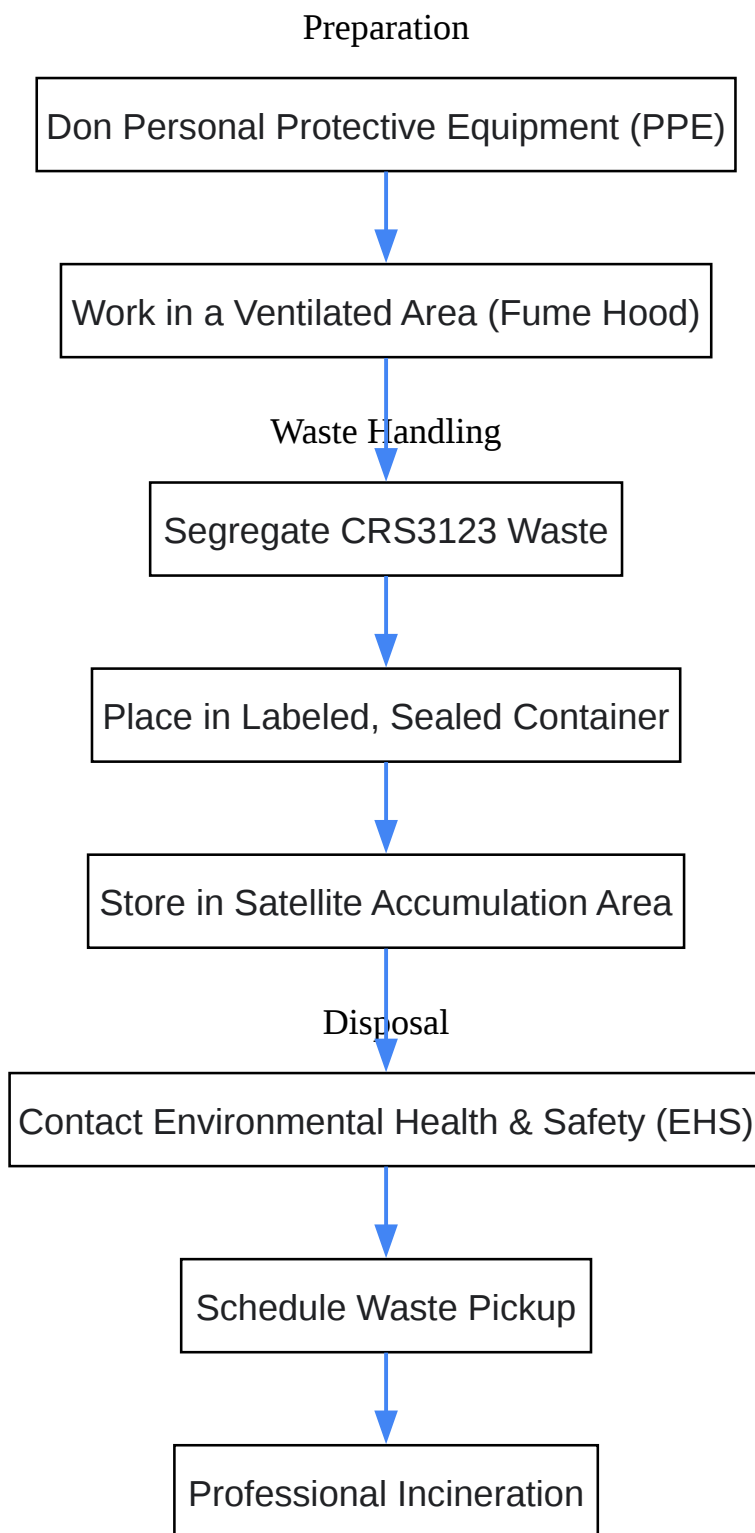 Preparation
Don Personal Protective Equipment (PPE)
Work in a Ventilated Area (Fume Hood)
Waste Handling
Segregate CRS3123 Waste
Place in Labeled, Sealed Container
Store in Satellite Accumulation Area
Disposal
Contact Environmental Health & Safety (EHS)
Schedule Waste Pickup
Professional Incineration